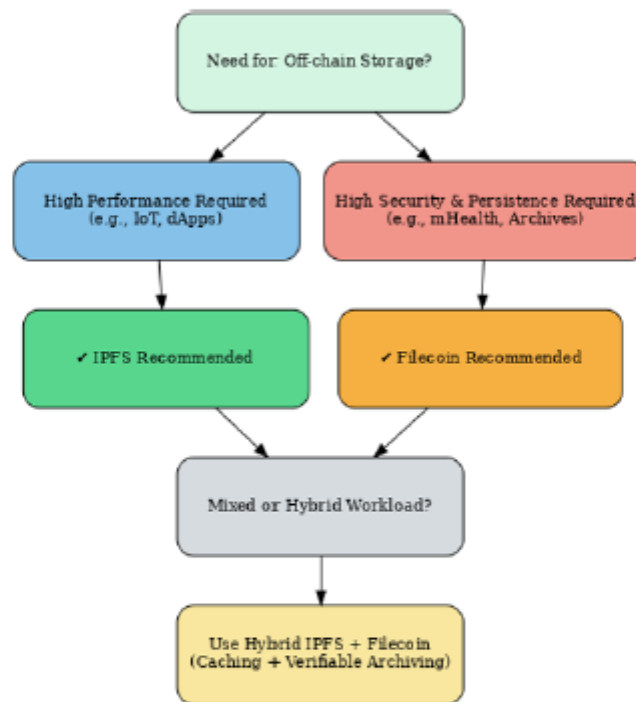 Need for Off-chain Storage?
High Performance Required
(e.g., IoT, dApps)
High Security & Persistence Required
(e.g., mHealth, Archives)
✔ IPFS Recommended
✔ Filecoin Recommended
Mixed or Hybrid Workload?
Use Hybrid IPFS + Filecoin
(Caching + Verifiable Archiving)